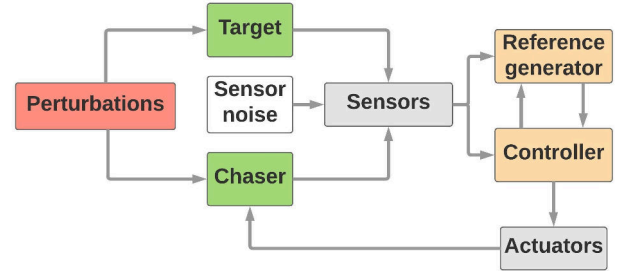 Target
Reference
generator
Perturbations
Sensor
noise
Sensors
Controller
Chaser
Actuators